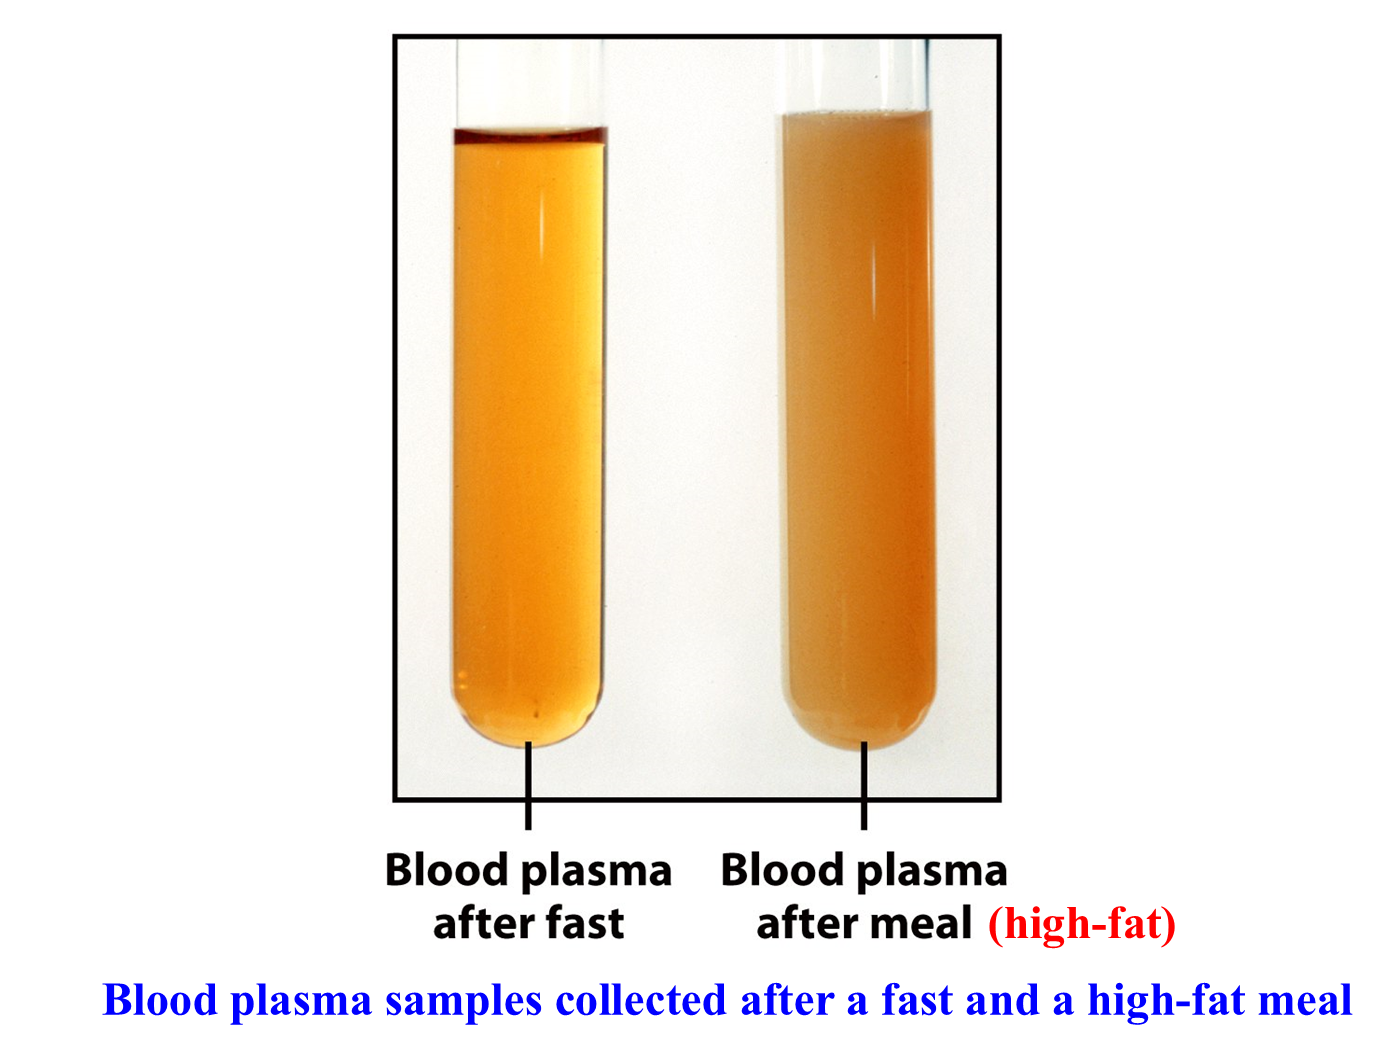 Blood plasma after fast
Blood plasma after meal (high-fat)
Blood plasma samples collected after a fast and a high-fat meal